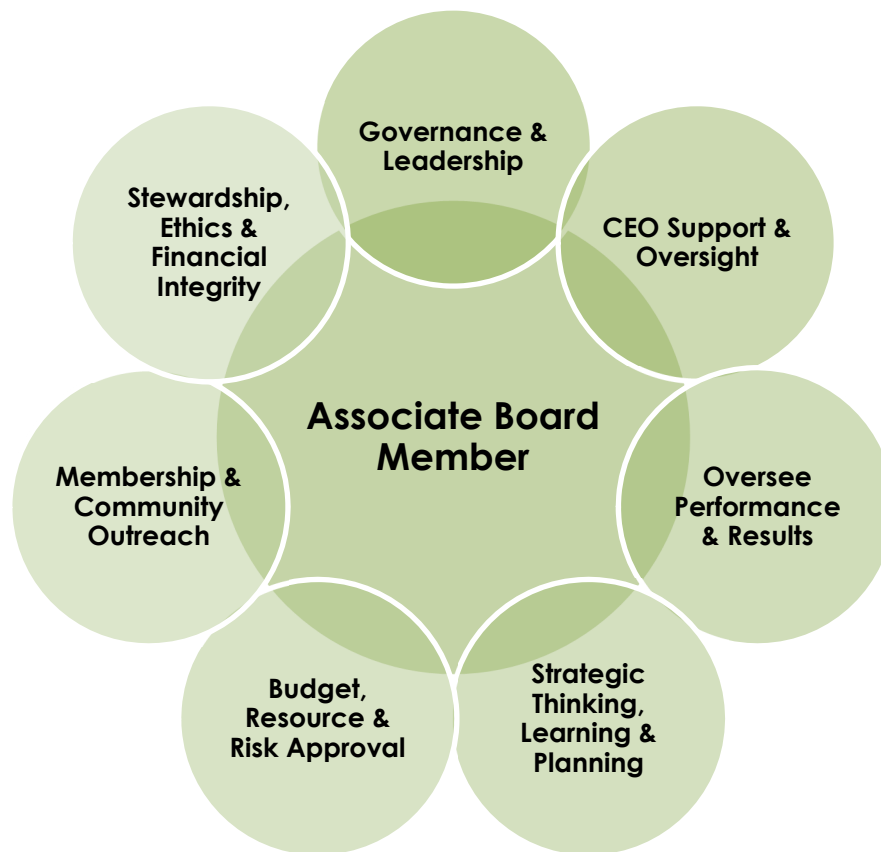 Governance &
Leadership
CEO Support &
Oversight
Oversee
Performance
& Results
Strategic
Thinking,
Learning &
Planning
Budget,
Resource &
Risk Approval
Membership &
Community
Outreach
Stewardship,
Ethics &
Financial
Integrity
Associate Board
Member